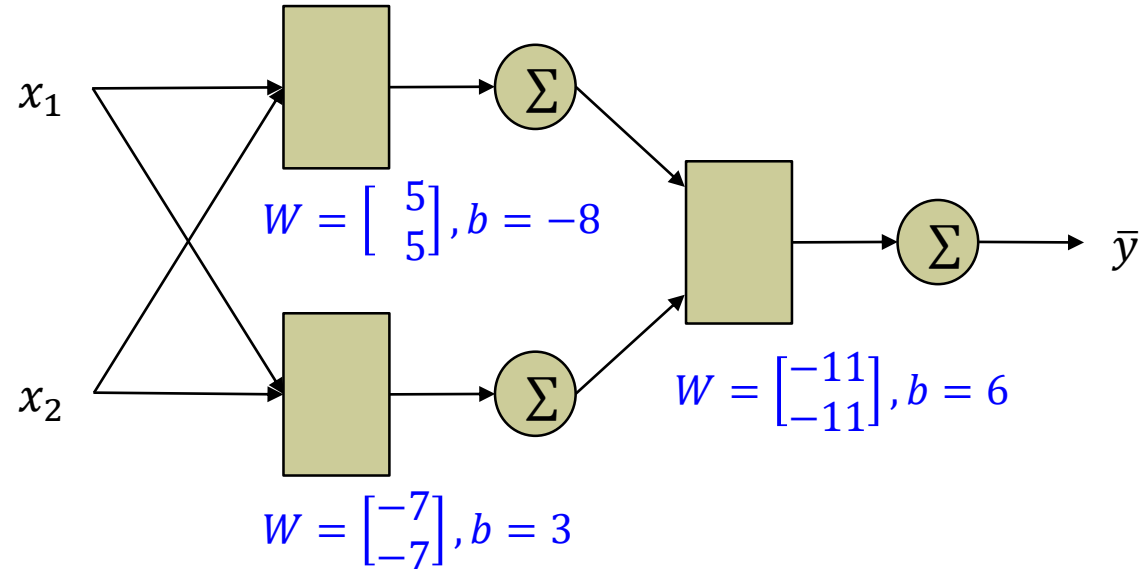 x₁
Σ
W = [5 5], b = −8
Σ
ȳ
x₂
Σ
W = [−11 −11], b = 6
W = [−7 −7], b = 3